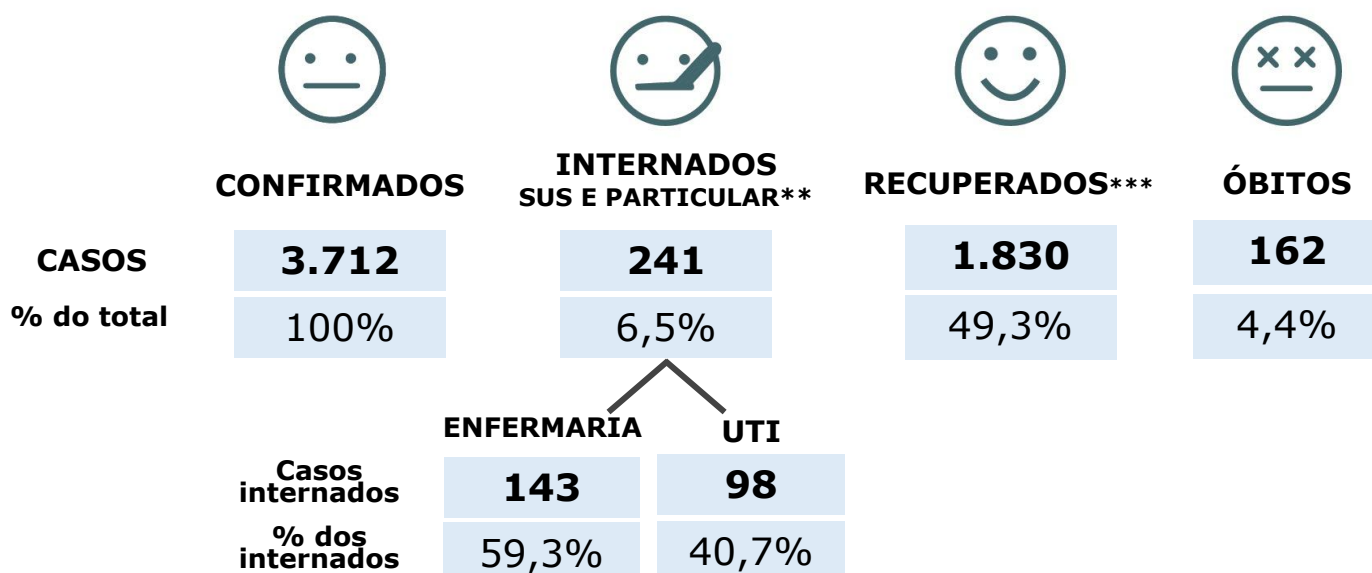 CONFIRMADOS
INTERNADOS
SUS E PARTICULAR**
RECUPERADOS***
ÓBITOS
CASOS
3.712
241
1.830
162
% do total
100%
6,5%
49,3%
4,4%
ENFERMARIA
UTI
Casos
internados
143
98
% dos
internados
59,3%
40,7%